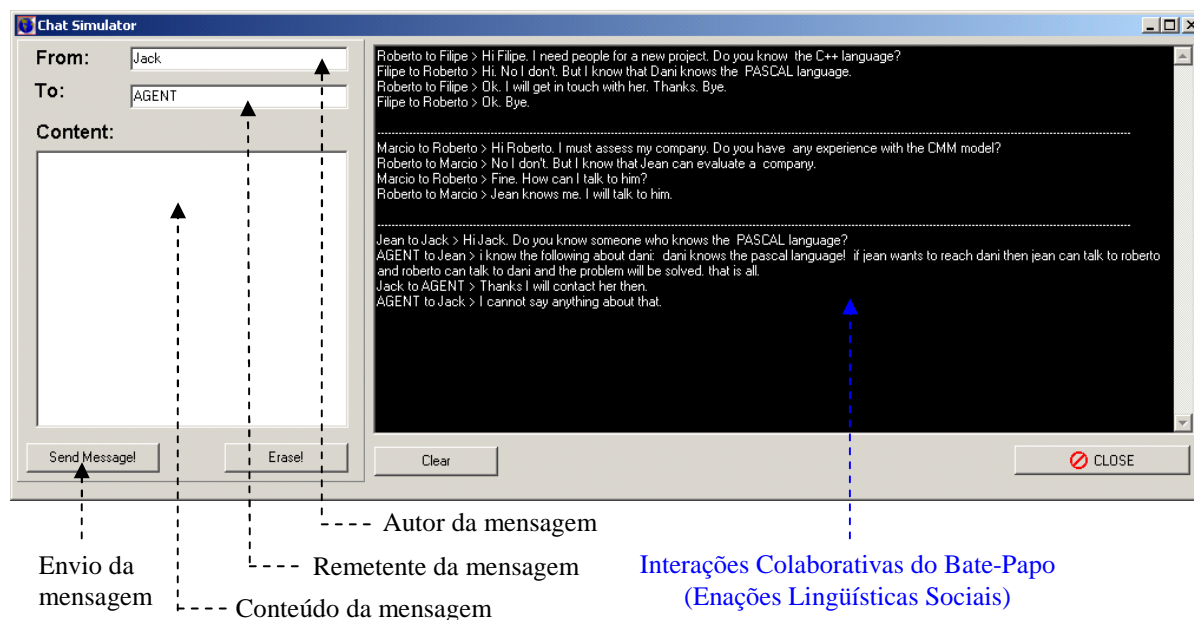 Chat Simulator
From:
Jack
To:
AGENT
Content:
Send Message!
Erase!
Roberto to Filipe > Hi Filipe. I need people for a new project. Do you know the C++ language?
Filipe to Roberto > Hi. No I don't. But I know that Dani knows the PASCAL language.
Roberto to Filipe > Ok. I will get in touch with her. Thanks. Bye.
Filipe to Roberto > Ok. Bye.
Marcio to Roberto > Hi Roberto. I must assess my company. Do you have any experience with the CMM model?
Roberto to Marcio > No I don't. But I know that Jean can evaluate a company.
Marcio to Roberto > Fine. How can I talk to him?
Roberto to Marcio > Jean knows me. I will talk to him.
Jean to Jack > Hi Jack. Do you know someone who knows the PASCAL language?
AGENT to Jean > i know the following about dani: dani knows the pascal language! if jean wants to reach dani then jean can talk to roberto
and roberto can talk to dani and the problem will be solved. that is all.
Jack to AGENT > Thanks I will contact her then.
AGENT to Jack > I cannot say anything about that.
Clear
CLOSE
Autor da mensagem
Envio da
mensagem
Remetente da mensagem
Conteúdo da mensagem
Interações Colaborativas do Bate-Papo
(Enações Lingüísticas Sociais)